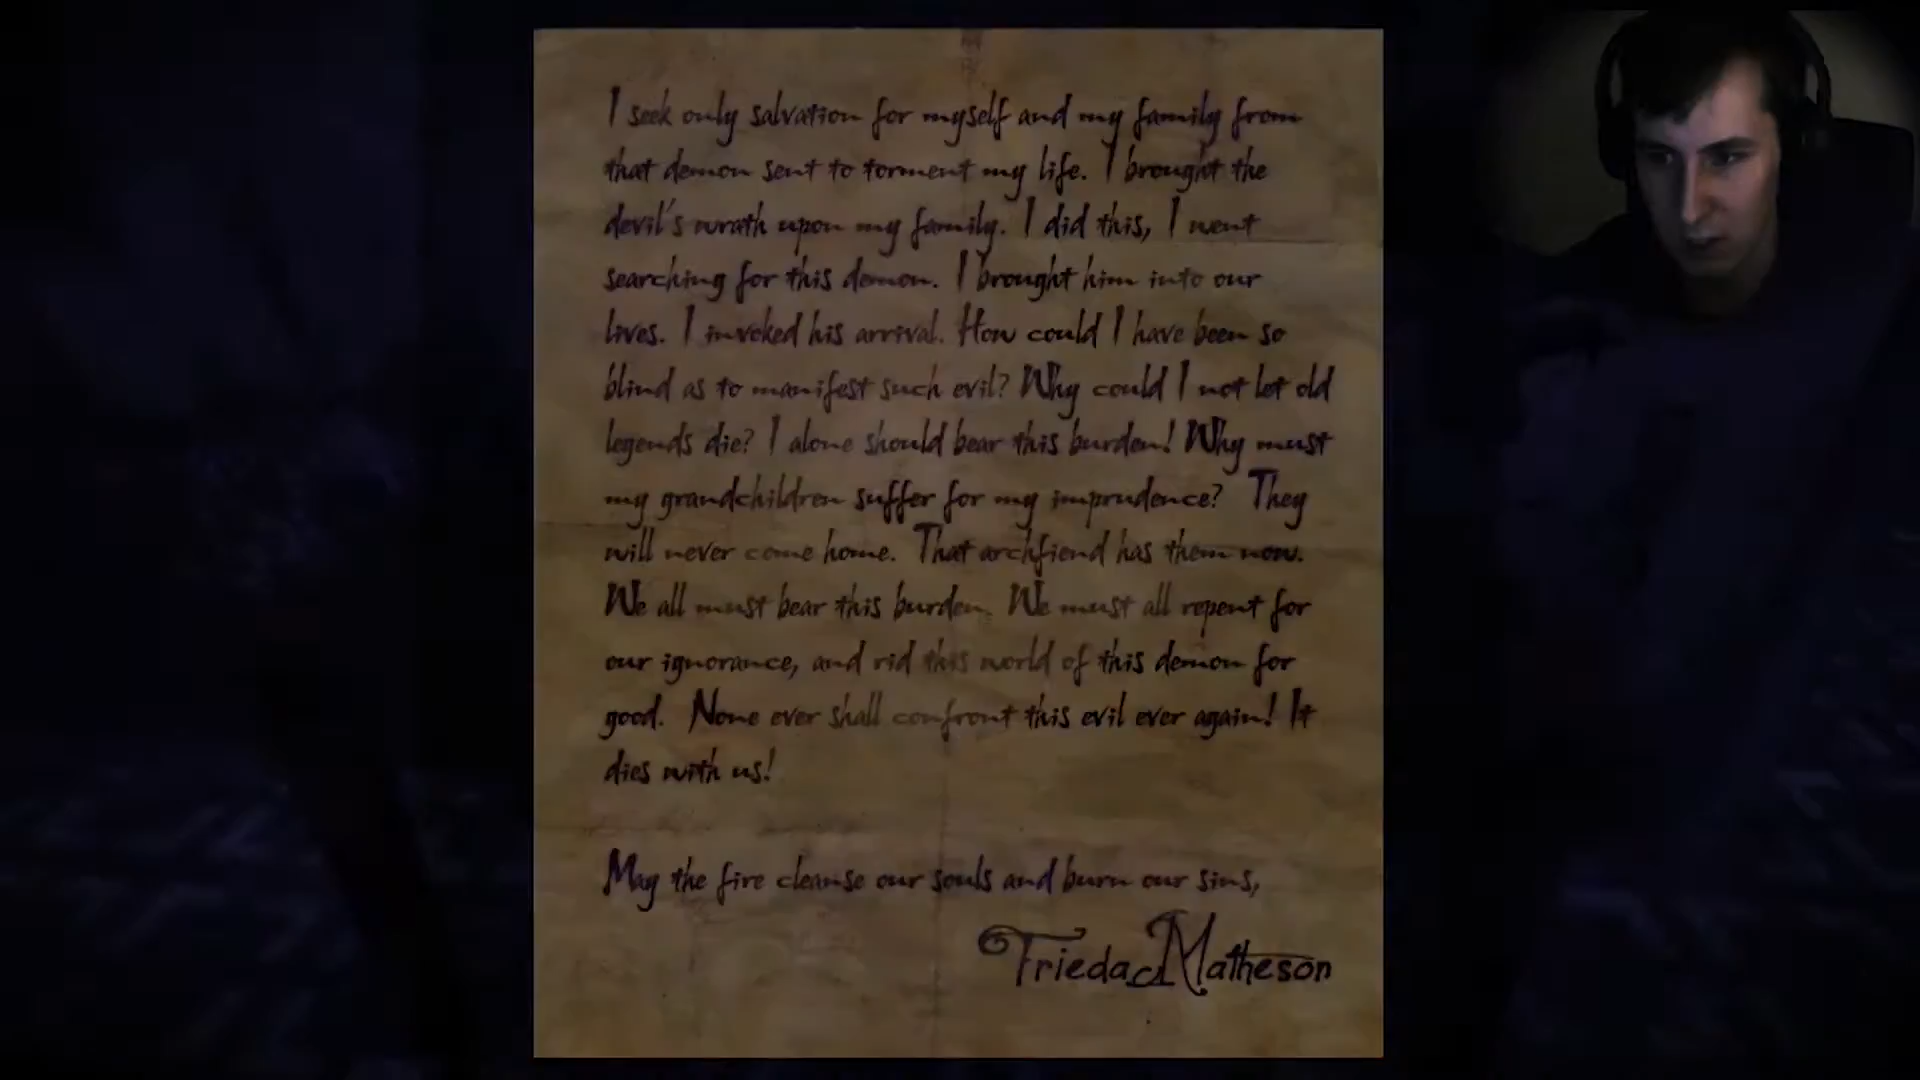 I seek only salvation for myself and my family from
that demon sent to torment my life. I brought the
devil's wrath upon my family. I did this, I went
searching for this demon. I brought him into our
lives. I invoked his arrival. How could I have been so
blind as to manifest such evil? Why could I not let old
legends die? I alone should bear this burden! Why must
my grandchildren suffer for my imprudence? They
will never come home. That archfiend has them now.
We all must bear this burden. We must all repent for
our ignorance, and rid this world of this demon for
good. None ever shall confront this evil ever again! It
dies with us!
May the fire cleanse our souls and burn our sins,
Frieda Matheson